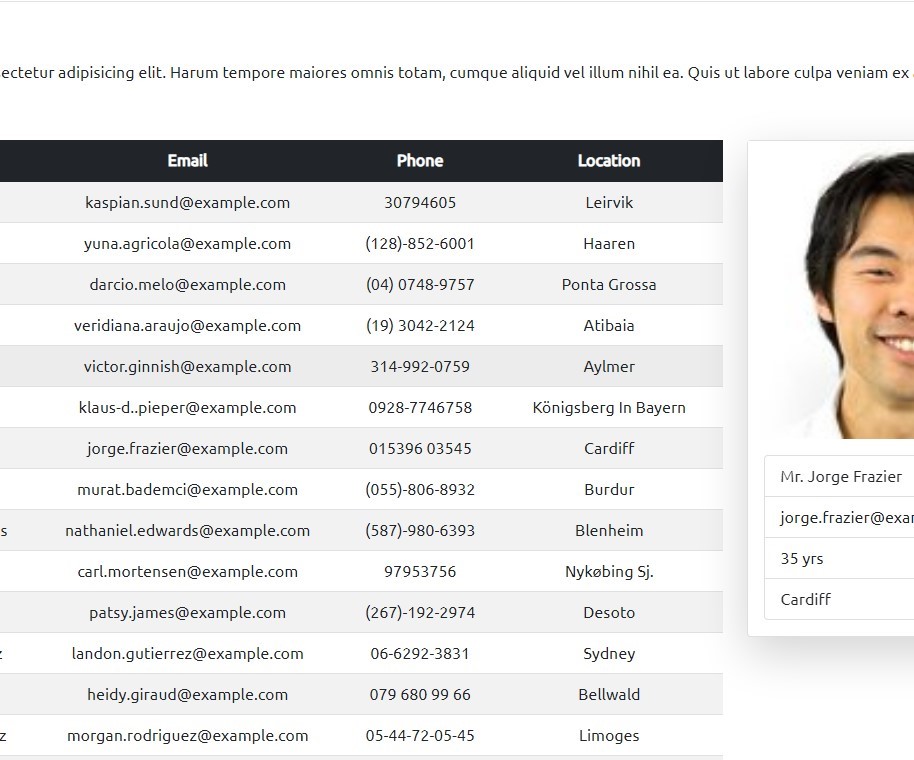 adipisicing elit. Harum tempore maiores omnis totam, cumque aliquid vel illum nihil ea. Quis ut labore culpa veniam ex
Email Phone Location
kaspian.sund@example.com 30794605 Leirvik
yuna.agricola@example.com (128)-852-6001 Haaren
darcio.melo@example.com (04) 0748-9757 Ponta Grossa
veridiana.araujo@example.com (19) 3042-2124 Atibaia
victor.ginnish@example.com 314-992-0759 Aylmer
klaus-d..pieper@example.com 0928-7746758 Königsberg In Bayern
jorge.frazier@example.com 015396 03545 Cardiff
murat.bademci@example.com (055)-806-8932 Burdur
nathaniel.edwards@example.com (587)-980-6393 Blenheim
carl.mortensen@example.com 97953756 Nykøbing Sj.
patsy.james@example.com (267)-192-2974 Desoto
landon.gutierrez@example.com 06-6292-3831 Sydney
heidy.giraud@example.com 079 680 99 66 Bellwald
morgan.rodriguez@example.com 05-44-72-05-45 Limoges
Mr. Jorge Frazier
jorge.frazier@exam
35 yrs
Cardiff